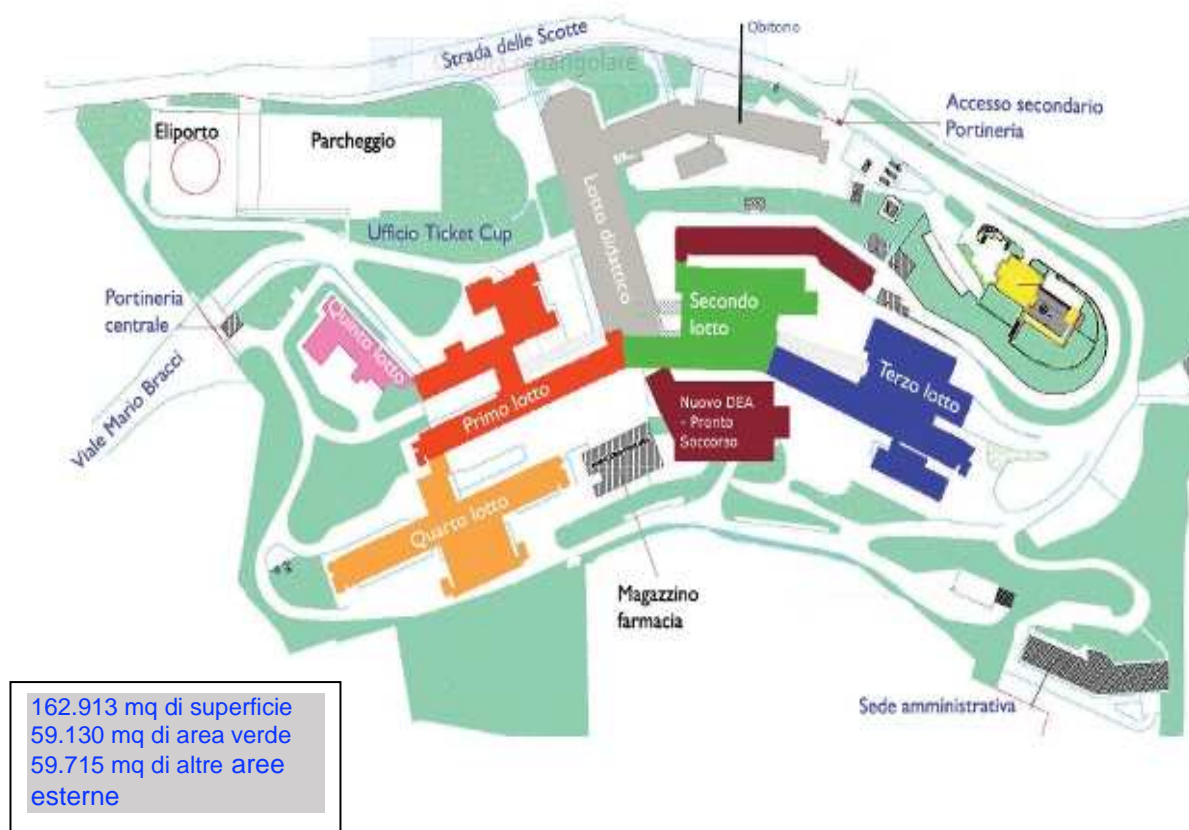 Obitorio
Strada delle Scotte
Accesso secondario
Portineria
Eliporto
Parcheggio
Lotto didattico
Ufficio Ticket Cup
Portineria
centrale
Quinto lotto
Secondo
lotto
Viale Mario Bracci
Primo lotto
Terzo lotto
Nuovo DEA
- Pronto
Soccorso
Quarto lotto
Magazzino
farmacia
Sede amministrativa
162.913 mq di superficie
59.130 mq di area verde
59.715 mq di altre aree
esterne